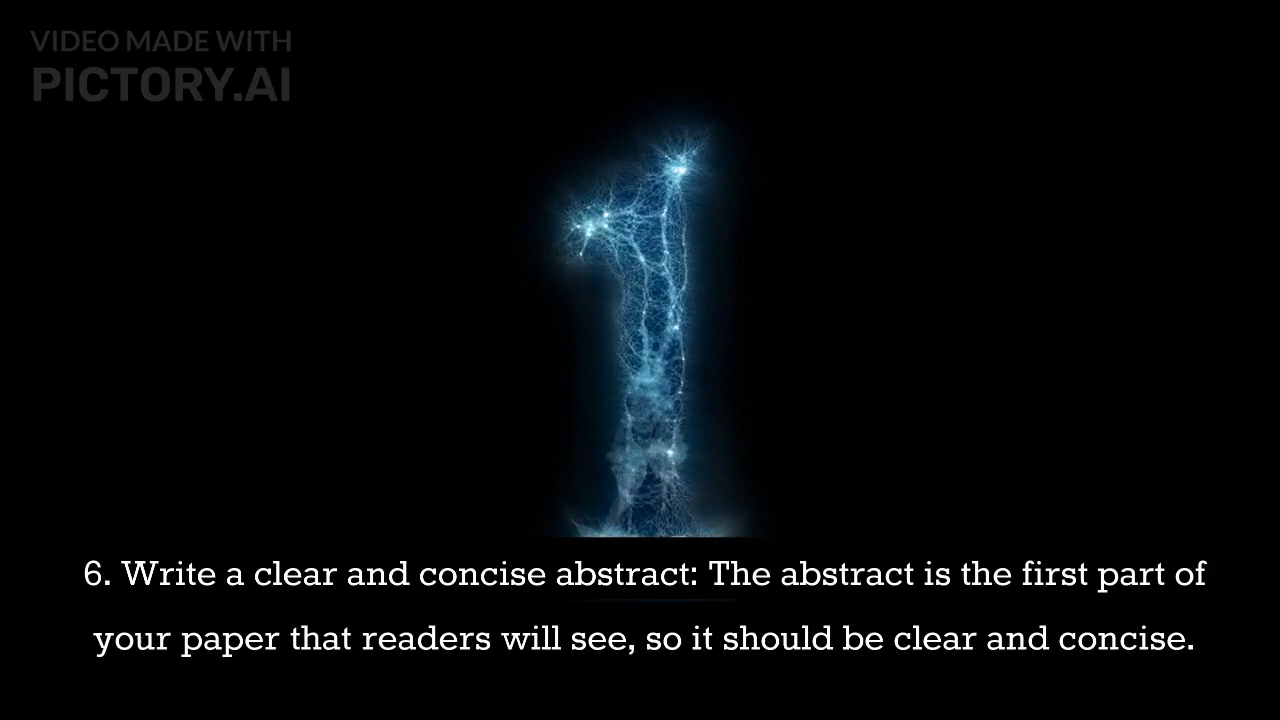 VIDEO MADE WITH
PICTORY.AI
1
6. Write a clear and concise abstract: The abstract is the first part of
your paper that readers will see, so it should be clear and concise.